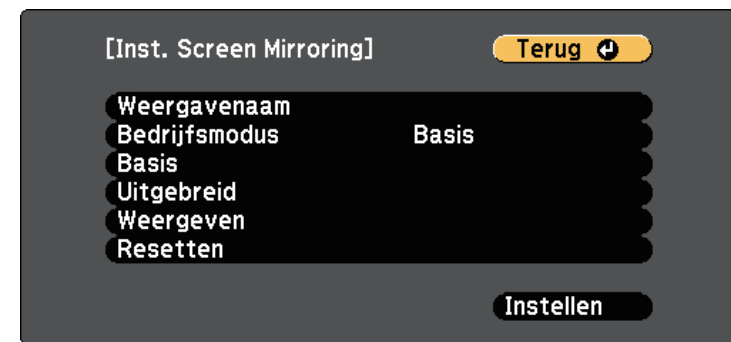 [Inst. Screen Mirroring]
Terug
Weergavenaam
Bedrijfsmodus Basis
Basis
Uitgebreid
Weergeven
Resetten
Instellen